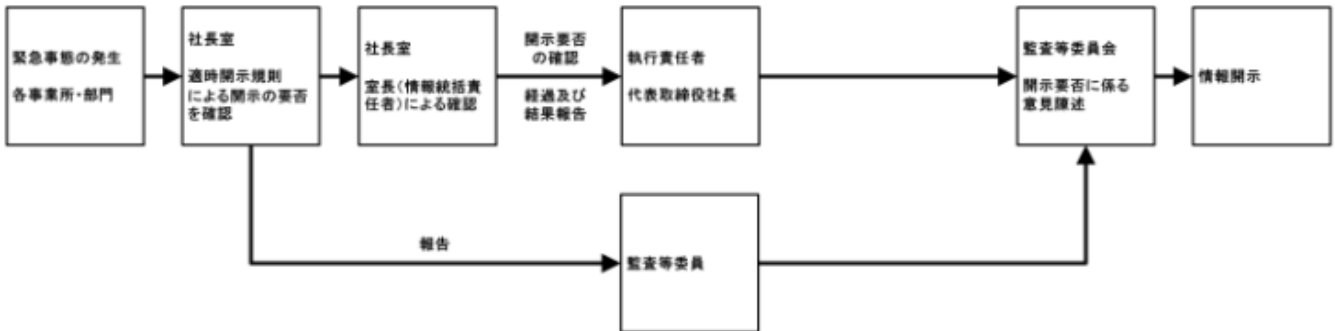 緊急事態の発生
各事業所・部門
社長室
適時開示規則
による開示の要否
を確認
社長室
室長（情報統括責
任者）による確認
開示要否
の確認
経過及び
結果報告
執行責任者
代表取締役社長
監査等委員会
開示要否に係る
意見陳述
情報開示
報告
監査等委員